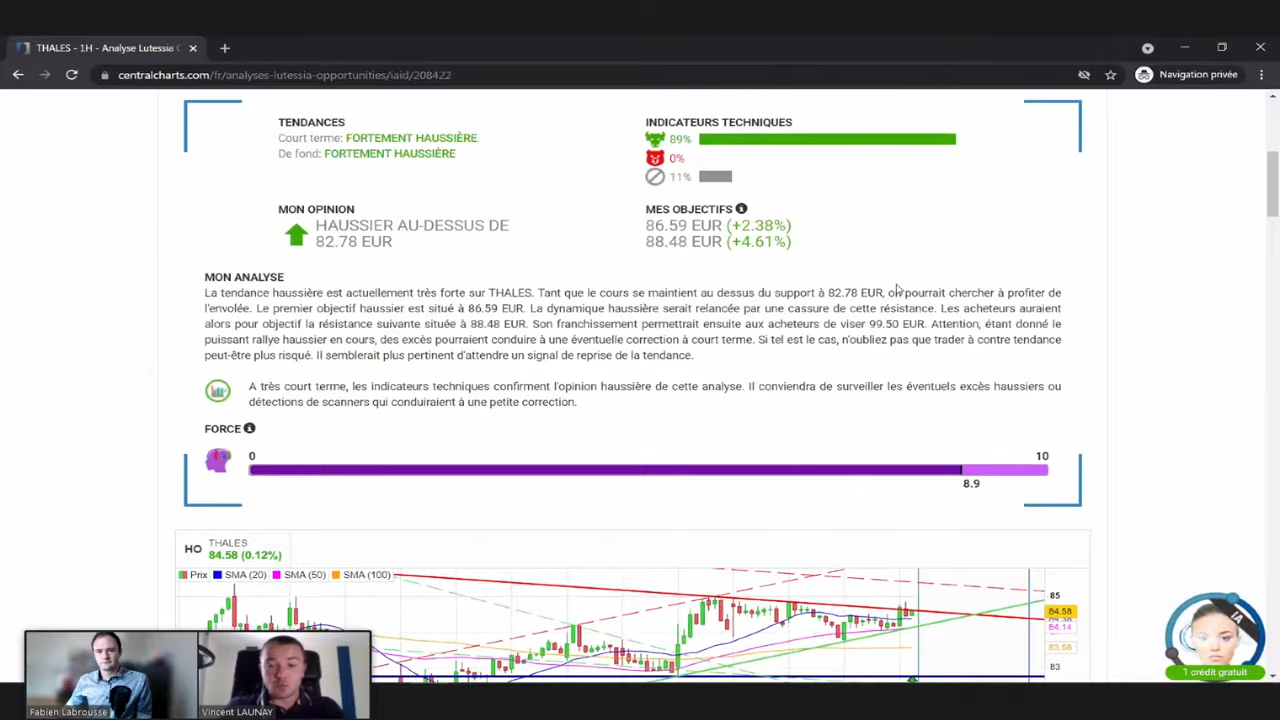 THALES - 1H - Analyse Lutessia
centralcharts.com/fr/analyses-lutessia-opportunities/iaid/208422
Navigation privée
TENDANCES
Court terme: FORTEMENT HAUSSIÈRE
De fond: FORTEMENT HAUSSIÈRE
INDICATEURS TECHNIQUES
89%
0%
11%
MON OPINION
HAUSSIER AU-DESSUS DE
82.78 EUR
MES OBJECTIFS
86.59 EUR (+2.38%)
88.48 EUR (+4.61%)
MON ANALYSE
La tendance haussière est actuellement très forte sur THALES. Tant que le cours se maintient au dessus du support à 82.78 EUR, on pourrait chercher à profiter de
l'envolée. Le premier objectif haussier est situé à 86.59 EUR. La dynamique haussière serait relancée par une cassure de cette résistance. Les acheteurs auraient
alors pour objectif la résistance suivante située à 88.48 EUR. Son franchissement permettrait ensuite aux acheteurs de viser 99.50 EUR. Attention, étant donné le
puissant rallye haussier en cours, des excès pourraient conduire à une éventuelle correction à court terme. Si tel est le cas, n'oubliez pas que trader à contre tendance
peut-être plus risqué. Il semblerait plus pertinent d'attendre un signal de reprise de la tendance.
A très court terme, les indicateurs techniques confirment l'opinion haussière de cette analyse. Il conviendra de surveiller les éventuels excès haussiers ou
détections de scanners qui conduiraient à une petite correction.
FORCE
0
10
8.9
HO
THALES
84.58 (0.12%)
Prix SMA (20) SMA (50) SMA (100)
85
84.58
84.14
83.58
83
1 crédit gratuit
Fabien Labrousse
Vincent LAUNAY